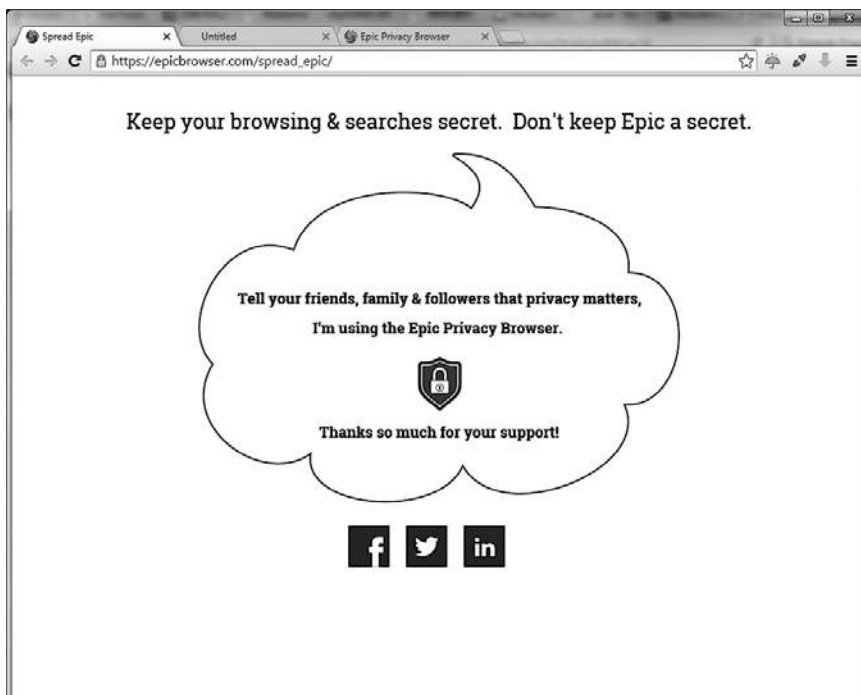 Spread Epic
Untitled
Epic Privacy Browser
https://epicbrowser.com/spread_epic/
Keep your browsing & searches secret. Don't keep Epic a secret.
Tell your friends, family & followers that privacy matters,
I'm using the Epic Privacy Browser.
Thanks so much for your support!
f
in